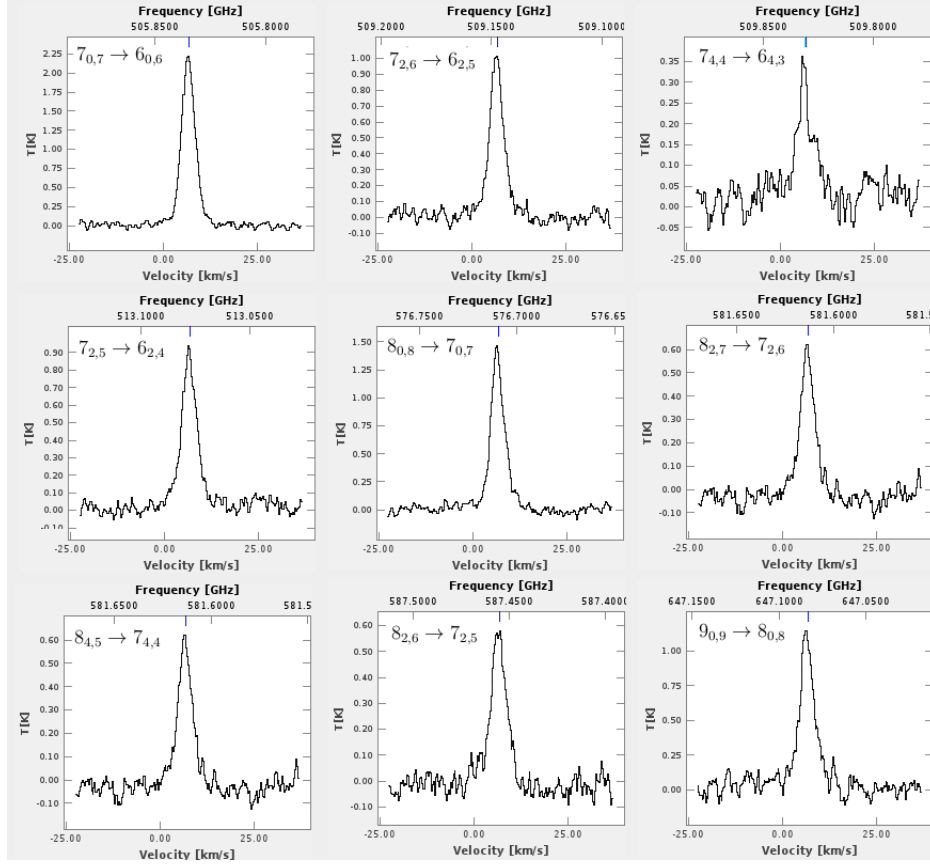 Frequency [GHz]
505.8500 505.8000
7_{0,7} → 6_{0,6}
T[K]
2.25
2.00
1.75
1.50
1.25
1.00
0.75
0.50
0.25
0.00
-25.00 0.00 25.00
Velocity [km/s]
Frequency [GHz]
509.2000 509.1500 509.1000
7_{2,6} → 6_{2,5}
T[K]
1.00
0.90
0.80
0.70
0.60
0.50
0.40
0.30
0.20
0.10
0.00
-0.10
-25.00 0.00 25.00
Velocity [km/s]
Frequency [GHz]
509.8500 509.8000
7_{4,4} → 6_{4,3}
T[K]
0.35
0.30
0.25
0.20
0.15
0.10
0.05
0.00
-0.05
-25.00 0.00 25.00
Velocity [km/s]
Frequency [GHz]
513.1000 513.0500
7_{2,5} → 6_{2,4}
T[K]
0.90
0.80
0.70
0.60
0.50
0.40
0.30
0.20
0.10
0.00
-0.10
-25.00 0.00 25.00
Velocity [km/s]
Frequency [GHz]
576.7500 576.7000 576.65
8_{0,8} → 7_{0,7}
T[K]
1.50
1.25
1.00
0.75
0.50
0.25
0.00
-25.00 0.00 25.00
Velocity [km/s]
Frequency [GHz]
581.6500 581.6000 581.5
8_{2,7} → 7_{2,6}
T[K]
0.60
0.50
0.40
0.30
0.20
0.10
0.00
-0.10
-25.00 0.00 25.00
Velocity [km/s]
Frequency [GHz]
581.6500 581.6000 581.5
8_{4,5} → 7_{4,4}
T[K]
0.60
0.50
0.40
0.30
0.20
0.10
0.00
-0.10
-25.00 0.00 25.00
Velocity [km/s]
Frequency [GHz]
587.5000 587.4500 587.4000
8_{2,6} → 7_{2,5}
T[K]
0.60
0.50
0.40
0.30
0.20
0.10
0.00
-0.10
-25.00 0.00 25.00
Velocity [km/s]
Frequency [GHz]
647.1500 647.1000 647.0500
9_{0,9} → 8_{0,8}
T[K]
1.00
0.75
0.50
0.25
0.00
-25.00 0.00 25.00
Velocity [km/s]